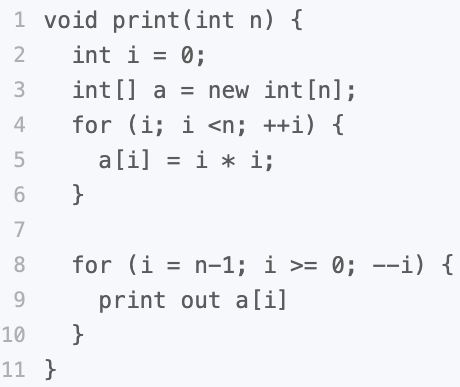 1 void print(int n) {
2   int i = 0;
3   int[] a = new int[n];
4   for (i; i <n; ++i) {
5     a[i] = i * i;
6   }
7
8   for (i = n-1; i >= 0; --i) {
9     print out a[i]
10   }
11 }